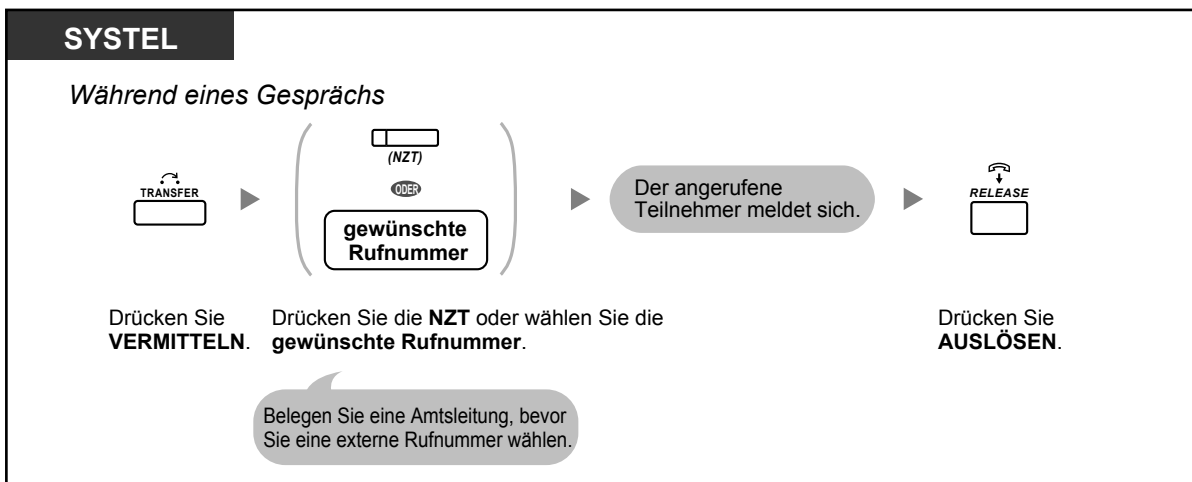 SYSTEL
Während eines Gesprächs
TRANSFER
(NZT)
ODER
gewünschte
Rufnummer
Der angerufene
Teilnehmer meldet sich.
RELEASE
Drücken Sie
VERMITTELN.
Drücken Sie die NZT oder wählen Sie die
gewünschte Rufnummer.
Drücken Sie
AUSLÖSEN.
Belegen Sie eine Amtsleitung, bevor
Sie eine externe Rufnummer wählen.